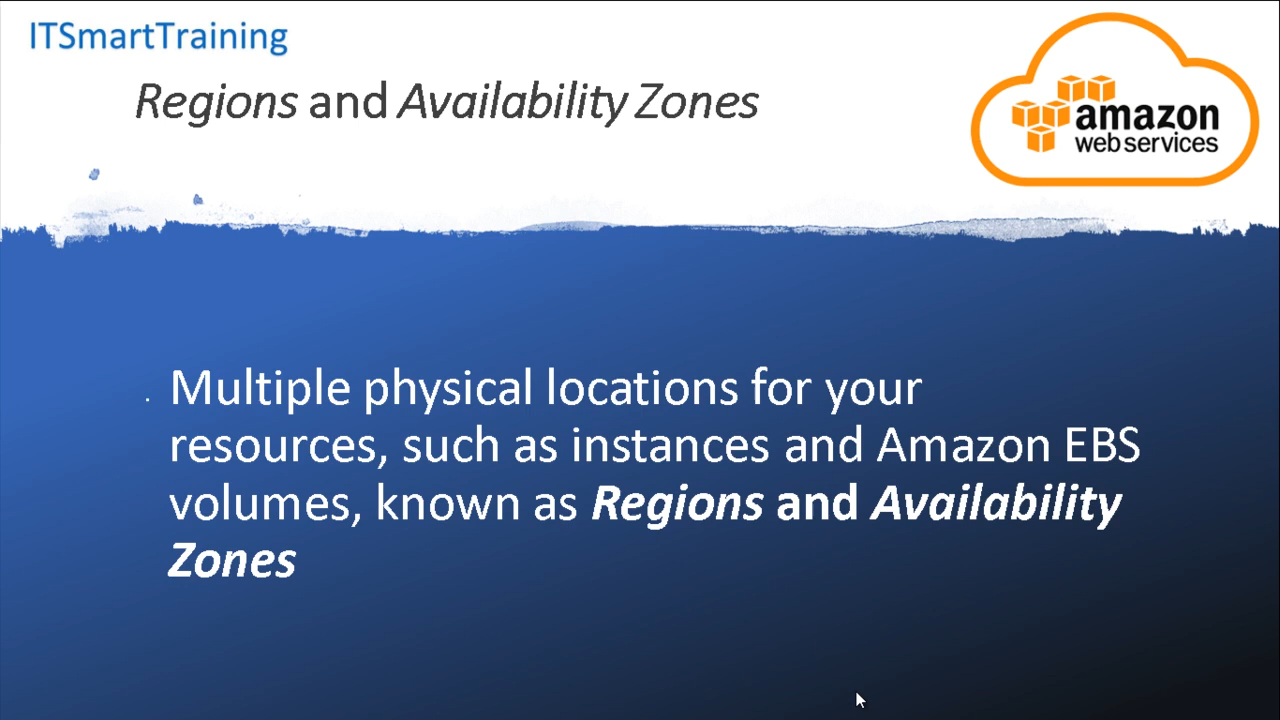 ITSmartTraining
Regions and Availability Zones
amazon
web services
Multiple physical locations for your
resources, such as instances and Amazon EBS
volumes, known as Regions and Availability
Zones